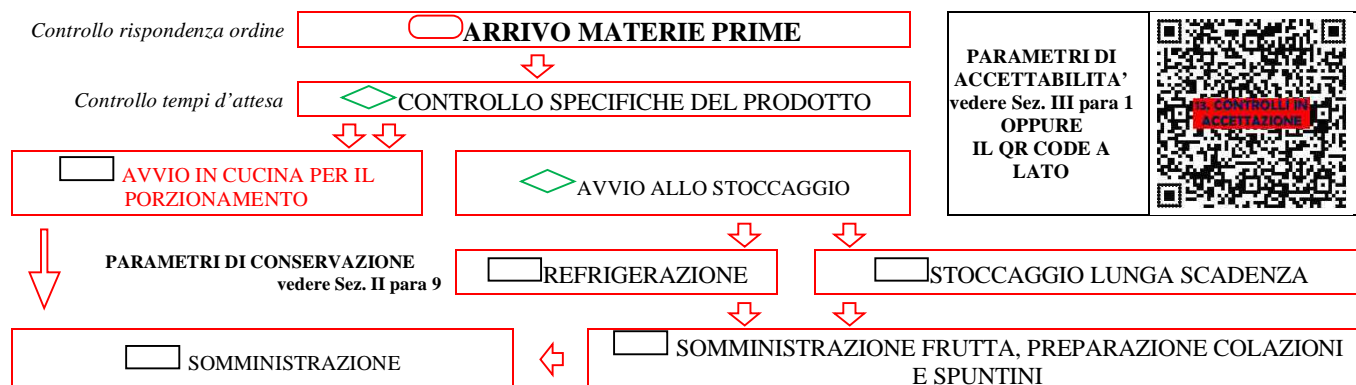 Controllo rispondenza ordine
ARRIVO MATERIE PRIME
Controllo tempi d'attesa
CONTROLLO SPECIFICHE DEL PRODOTTO
PARAMETRI DI
ACCETTABILITA'
vedere Sez. III para 1
OPPURE
IL QR CODE A
LATO
13. CONTROLLI IN
ACCETTAZIONE
AVVIO IN CUCINA PER IL
PORZIONAMENTO
AVVIO ALLO STOCCAGGIO
PARAMETRI DI CONSERVAZIONE
vedere Sez. II para 9
REFRIGERAZIONE
STOCCAGGIO LUNGA SCADENZA
SOMMINISTRAZIONE
SOMMINISTRAZIONE FRUTTA, PREPARAZIONE COLAZIONI
E SPUNTINI